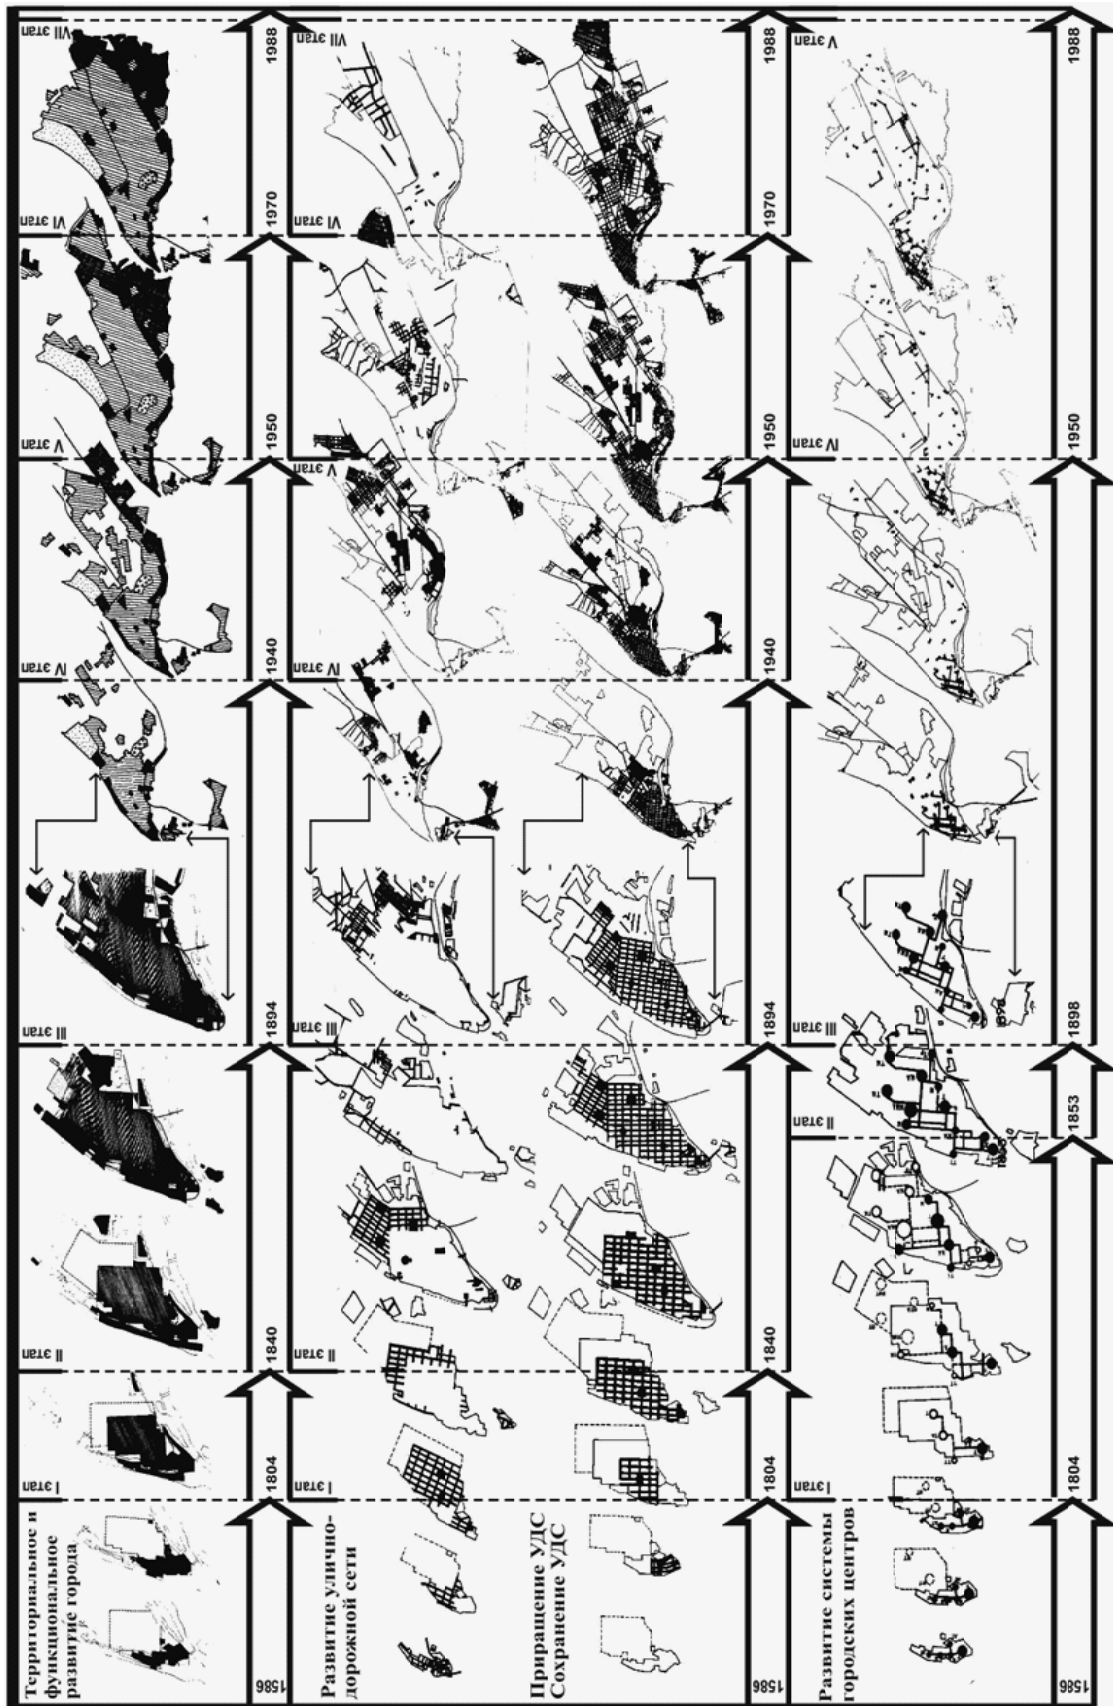 Территориальное и
функциональное
развитие города
I этап
II этап
III этап
IV этап
V этап
VI этап
VII этап
1586
1804
1840
1894
1940
1950
1970
1988
Развитие улично-
дорожной сети
I этап
II этап
III этап
IV этап
V этап
VII этап
Приращение УДС
Сохранение УДС
1586
1804
1840
1894
1940
1950
1970
1988
Развитие системы
городских центров
I этап
II этап
III этап
IV этап
V этап
1586
1804
1853
1898
1950
1988